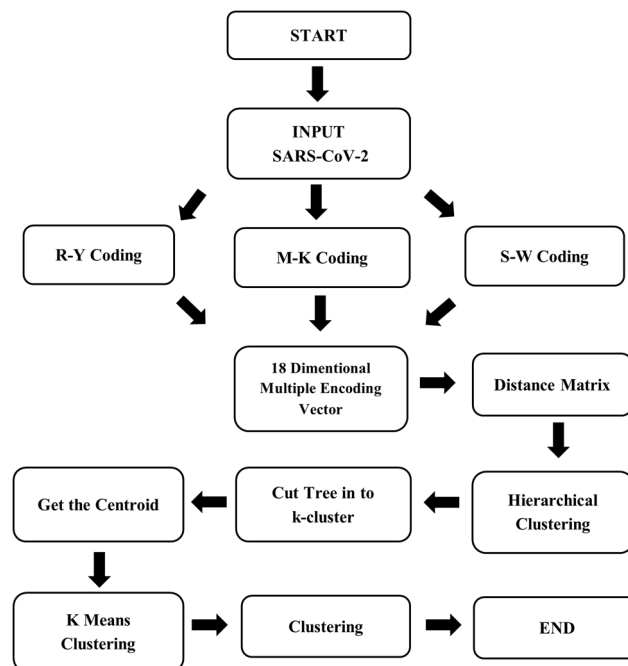 START
INPUT
SARS-CoV-2
R-Y Coding
M-K Coding
S-W Coding
18 Dimentional
Multiple Encoding
Vector
Distance Matrix
Hierarchical
Clustering
Cut Tree in to
k-cluster
Get the Centroid
K Means
Clustering
Clustering
END